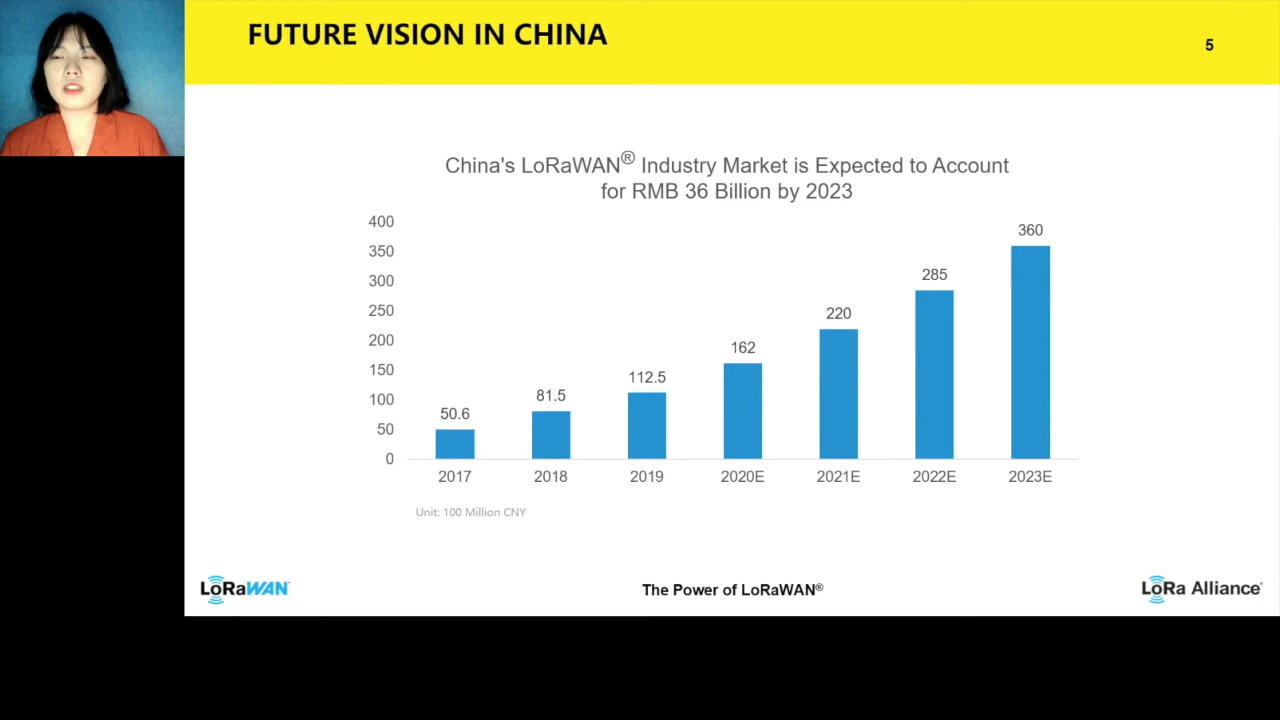 FUTURE VISION IN CHINA
5
China's LoRaWAN® Industry Market is Expected to Account
for RMB 36 Billion by 2023
400
350
300
250
200
150
100
50
0
50.6
81.5
112.5
162
220
285
360
2017
2018
2019
2020E
2021E
2022E
2023E
Unit: 100 Million CNY
LoRaWAN
The Power of LoRaWAN®
LoRa Alliance®